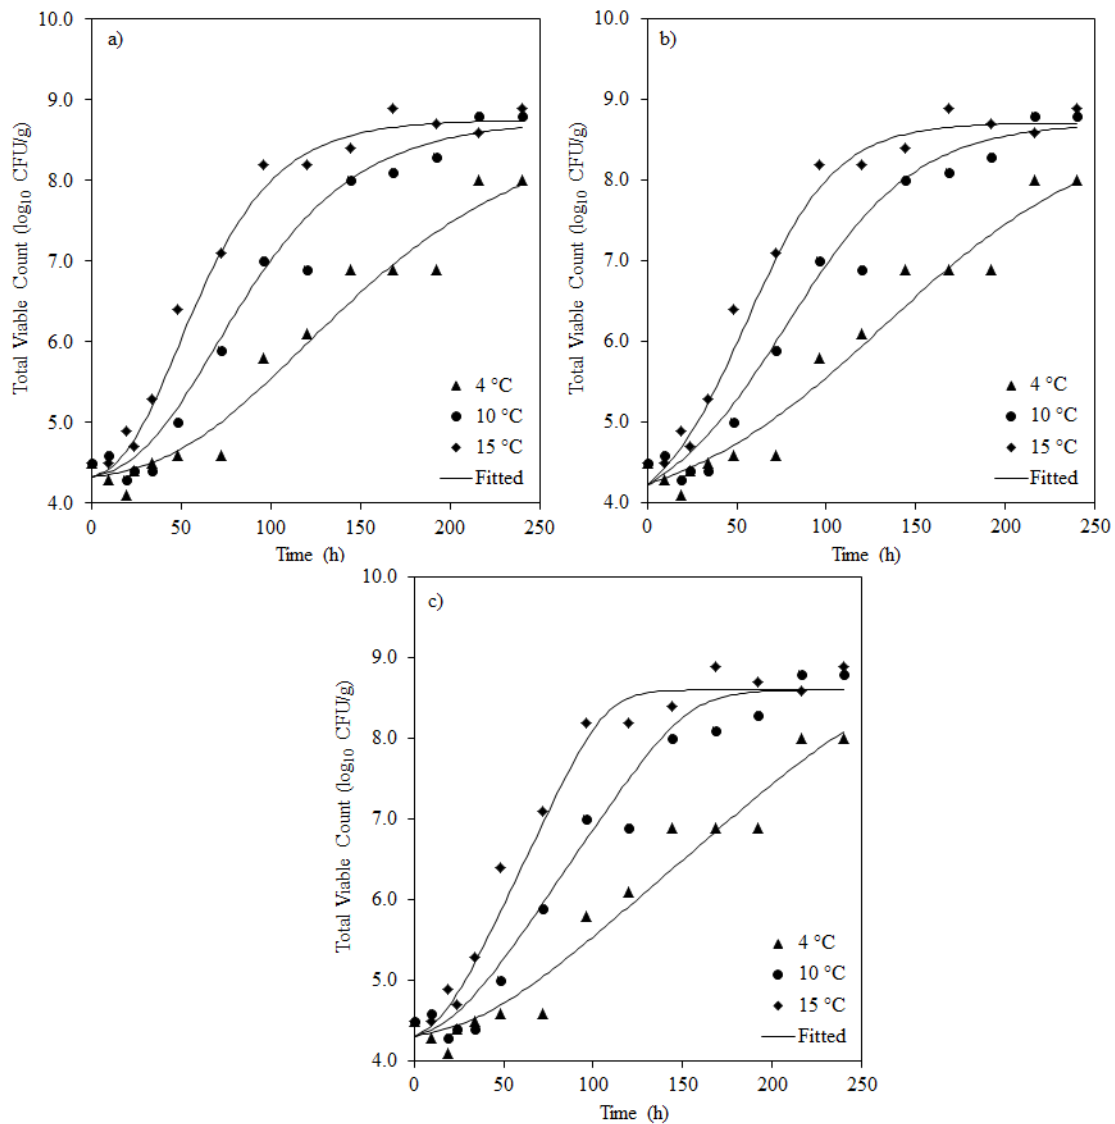 a)
Total Viable Count (log₁₀ CFU/g)
10.0
9.0
8.0
7.0
6.0
5.0
4.0
4 °C
10 °C
15 °C
Fitted
0 50 100 150 200 250
Time (h)
b)
Total Viable Count (log₁₀ CFU/g)
10.0
9.0
8.0
7.0
6.0
5.0
4.0
4 °C
10 °C
15 °C
Fitted
0 50 100 150 200 250
Time (h)
c)
Total Viable Count (log₁₀ CFU/g)
10.0
9.0
8.0
7.0
6.0
5.0
4.0
4 °C
10 °C
15 °C
Fitted
0 50 100 150 200 250
Time (h)